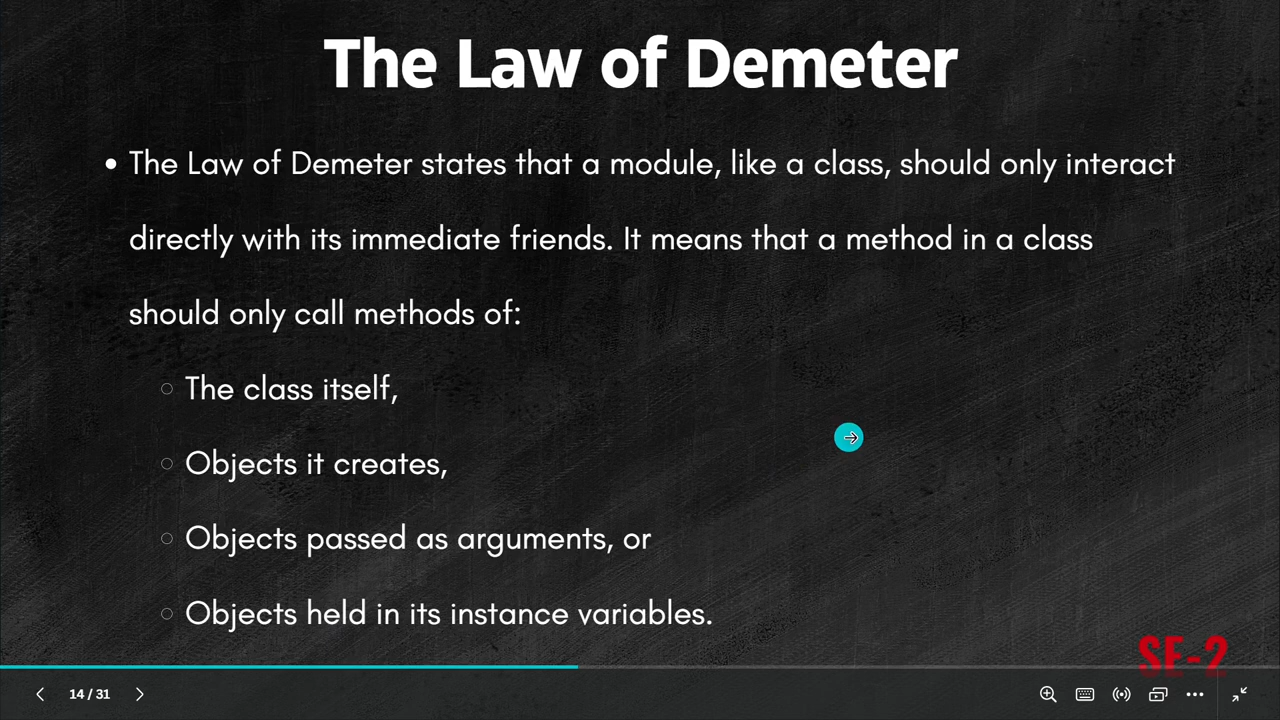 The Law of Demeter
• The Law of Demeter states that a module, like a class, should only interact
directly with its immediate friends. It means that a method in a class
should only call methods of:
○ The class itself,
○ Objects it creates,
○ Objects passed as arguments, or
○ Objects held in its instance variables.
SE-2
14 / 31